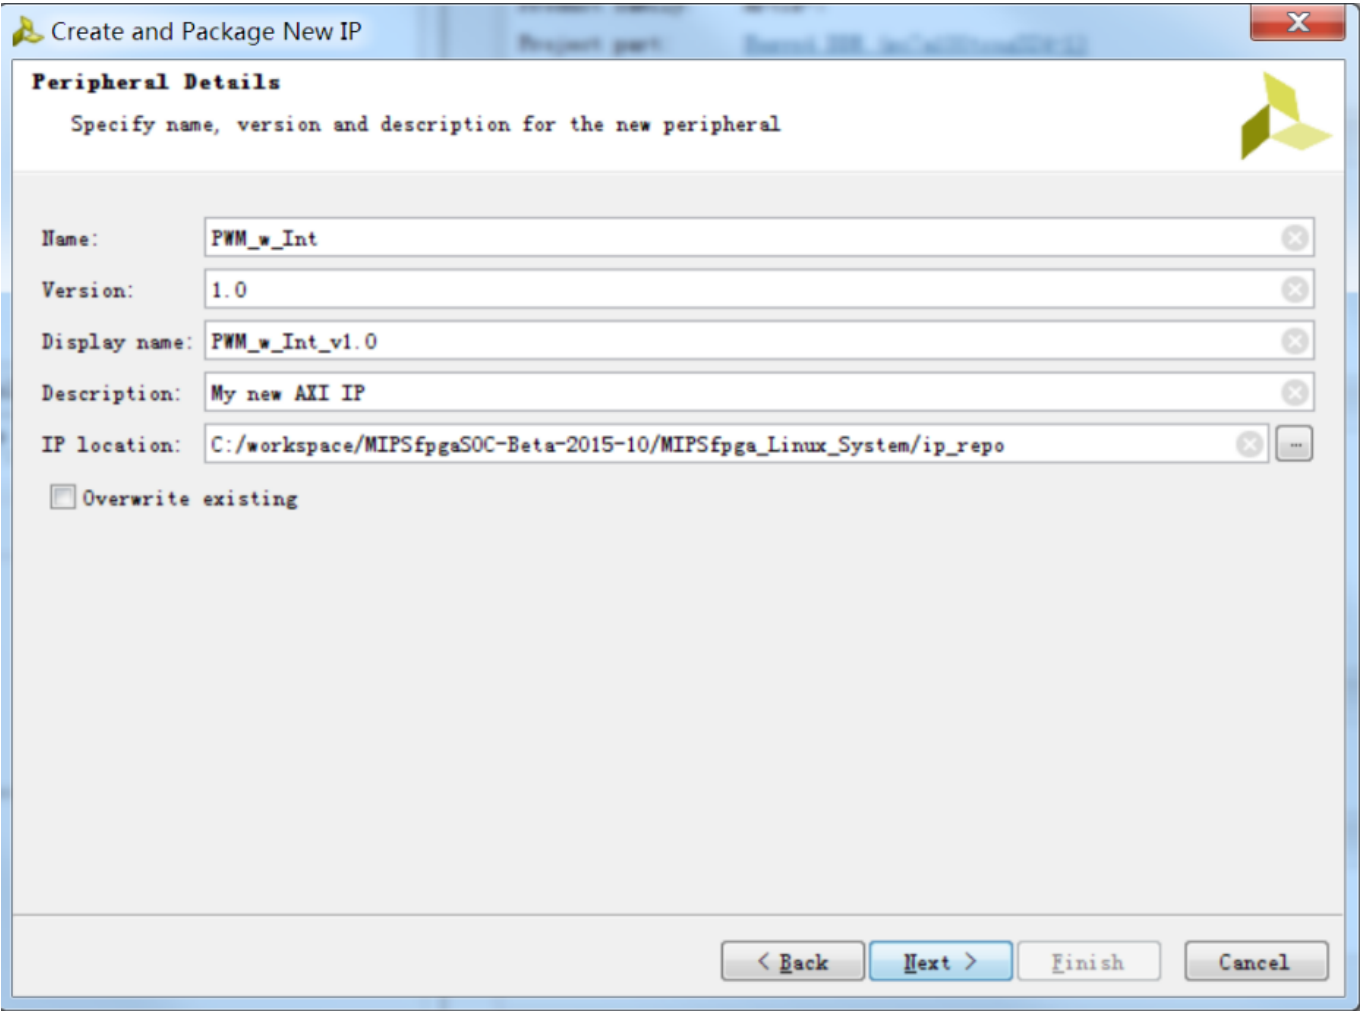 Create and Package New IP
Project part:
Peripheral Details
Specify name, version and description for the new peripheral
Name: PWM_w_Int
Version: 1.0
Display name: PWM_w_Int_v1.0
Description: My new AXI IP
IP location: C:/workspace/MIPSfpgaSOC-Beta-2015-10/MIPSfpga_Linux_System/ip_repo
...
Overwrite existing
< Back
Next >
Finish
Cancel